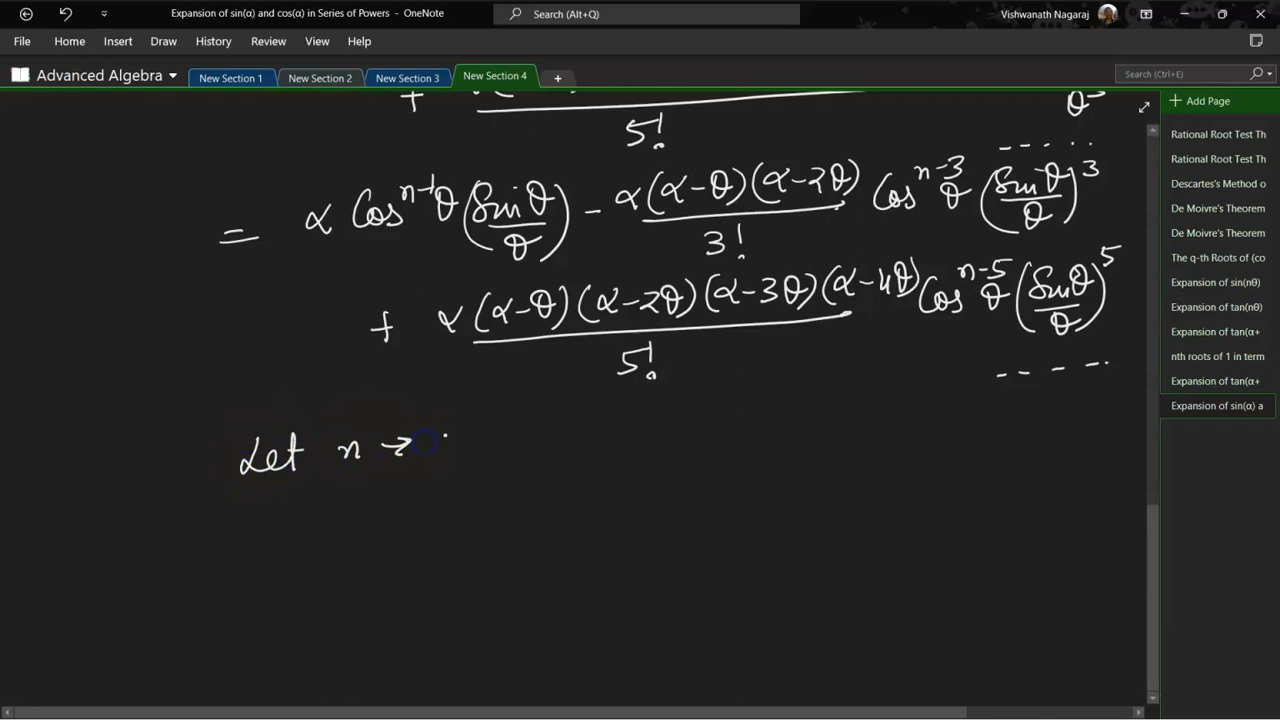 Expansion of sin(α) and cos(α) in Series of Powers - OneNote
Search (Alt+Q)
Vishwanath Nagaraj
File Home Insert Draw History Review View Help
Advanced Algebra New Section 1 New Section 2 New Section 3 New Section 4 +
Search (Ctrl+E)
Add Page
Rational Root Test Th
Rational Root Test Th
Descartes's Method o
De Moivre's Theorem
De Moivre's Theorem
The q-th Roots of (co
Expansion of sin(nθ)
Expansion of tan(nθ)
Expansion of tan(α+
nth roots of 1 in term
Expansion of tan(α+
Expansion of sin(α) a
5!
= α Cos^{n-1}θ (Sinθ/θ) - α(α-θ)(α-2θ)/3! Cos^{n-3}θ (Sinθ/θ)^3
+ α(α-θ)(α-2θ)(α-3θ)(α-4θ)/5! Cos^{n-5}θ (Sinθ/θ)^5
Let n →